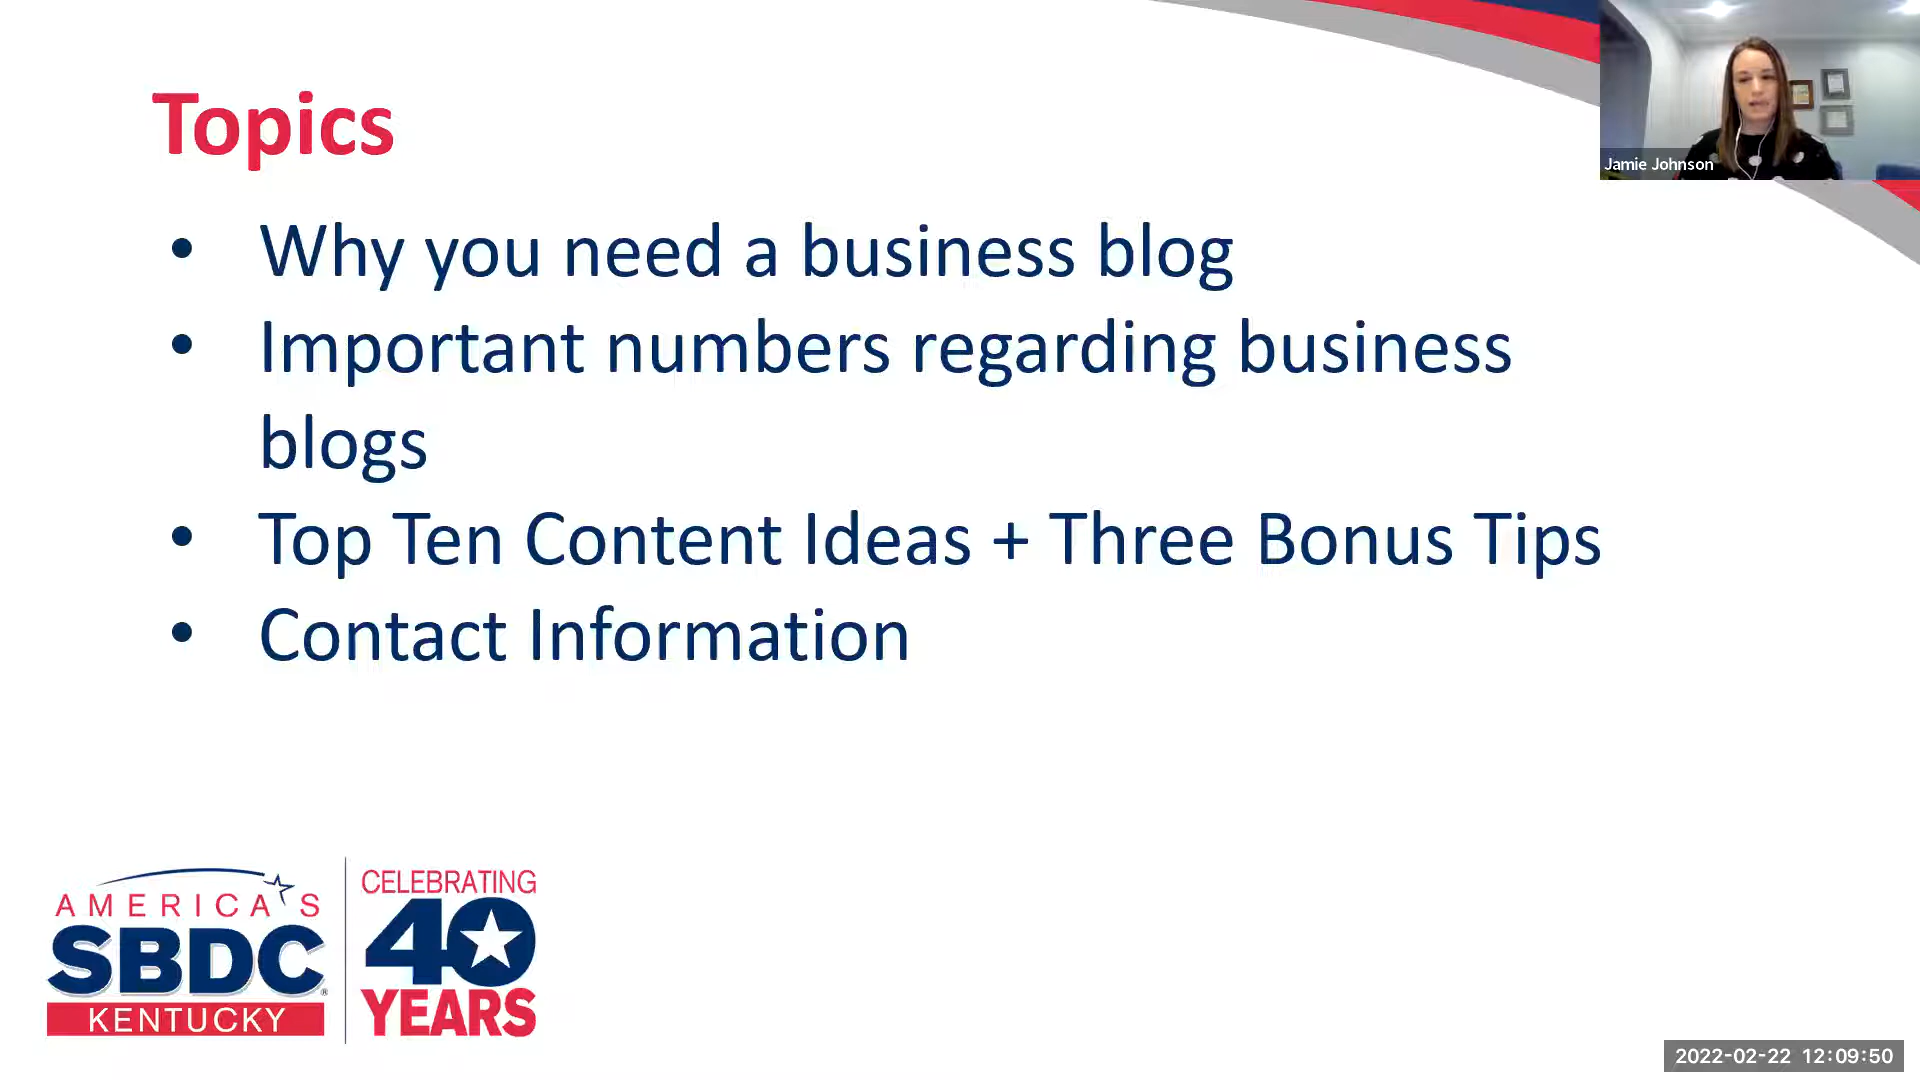 Topics
• Why you need a business blog
• Important numbers regarding business
blogs
• Top Ten Content Ideas + Three Bonus Tips
• Contact Information
Jamie Johnson
AMERICA'S
SBDC®
KENTUCKY
CELEBRATING
40
YEARS
2022-02-22 12:09:50